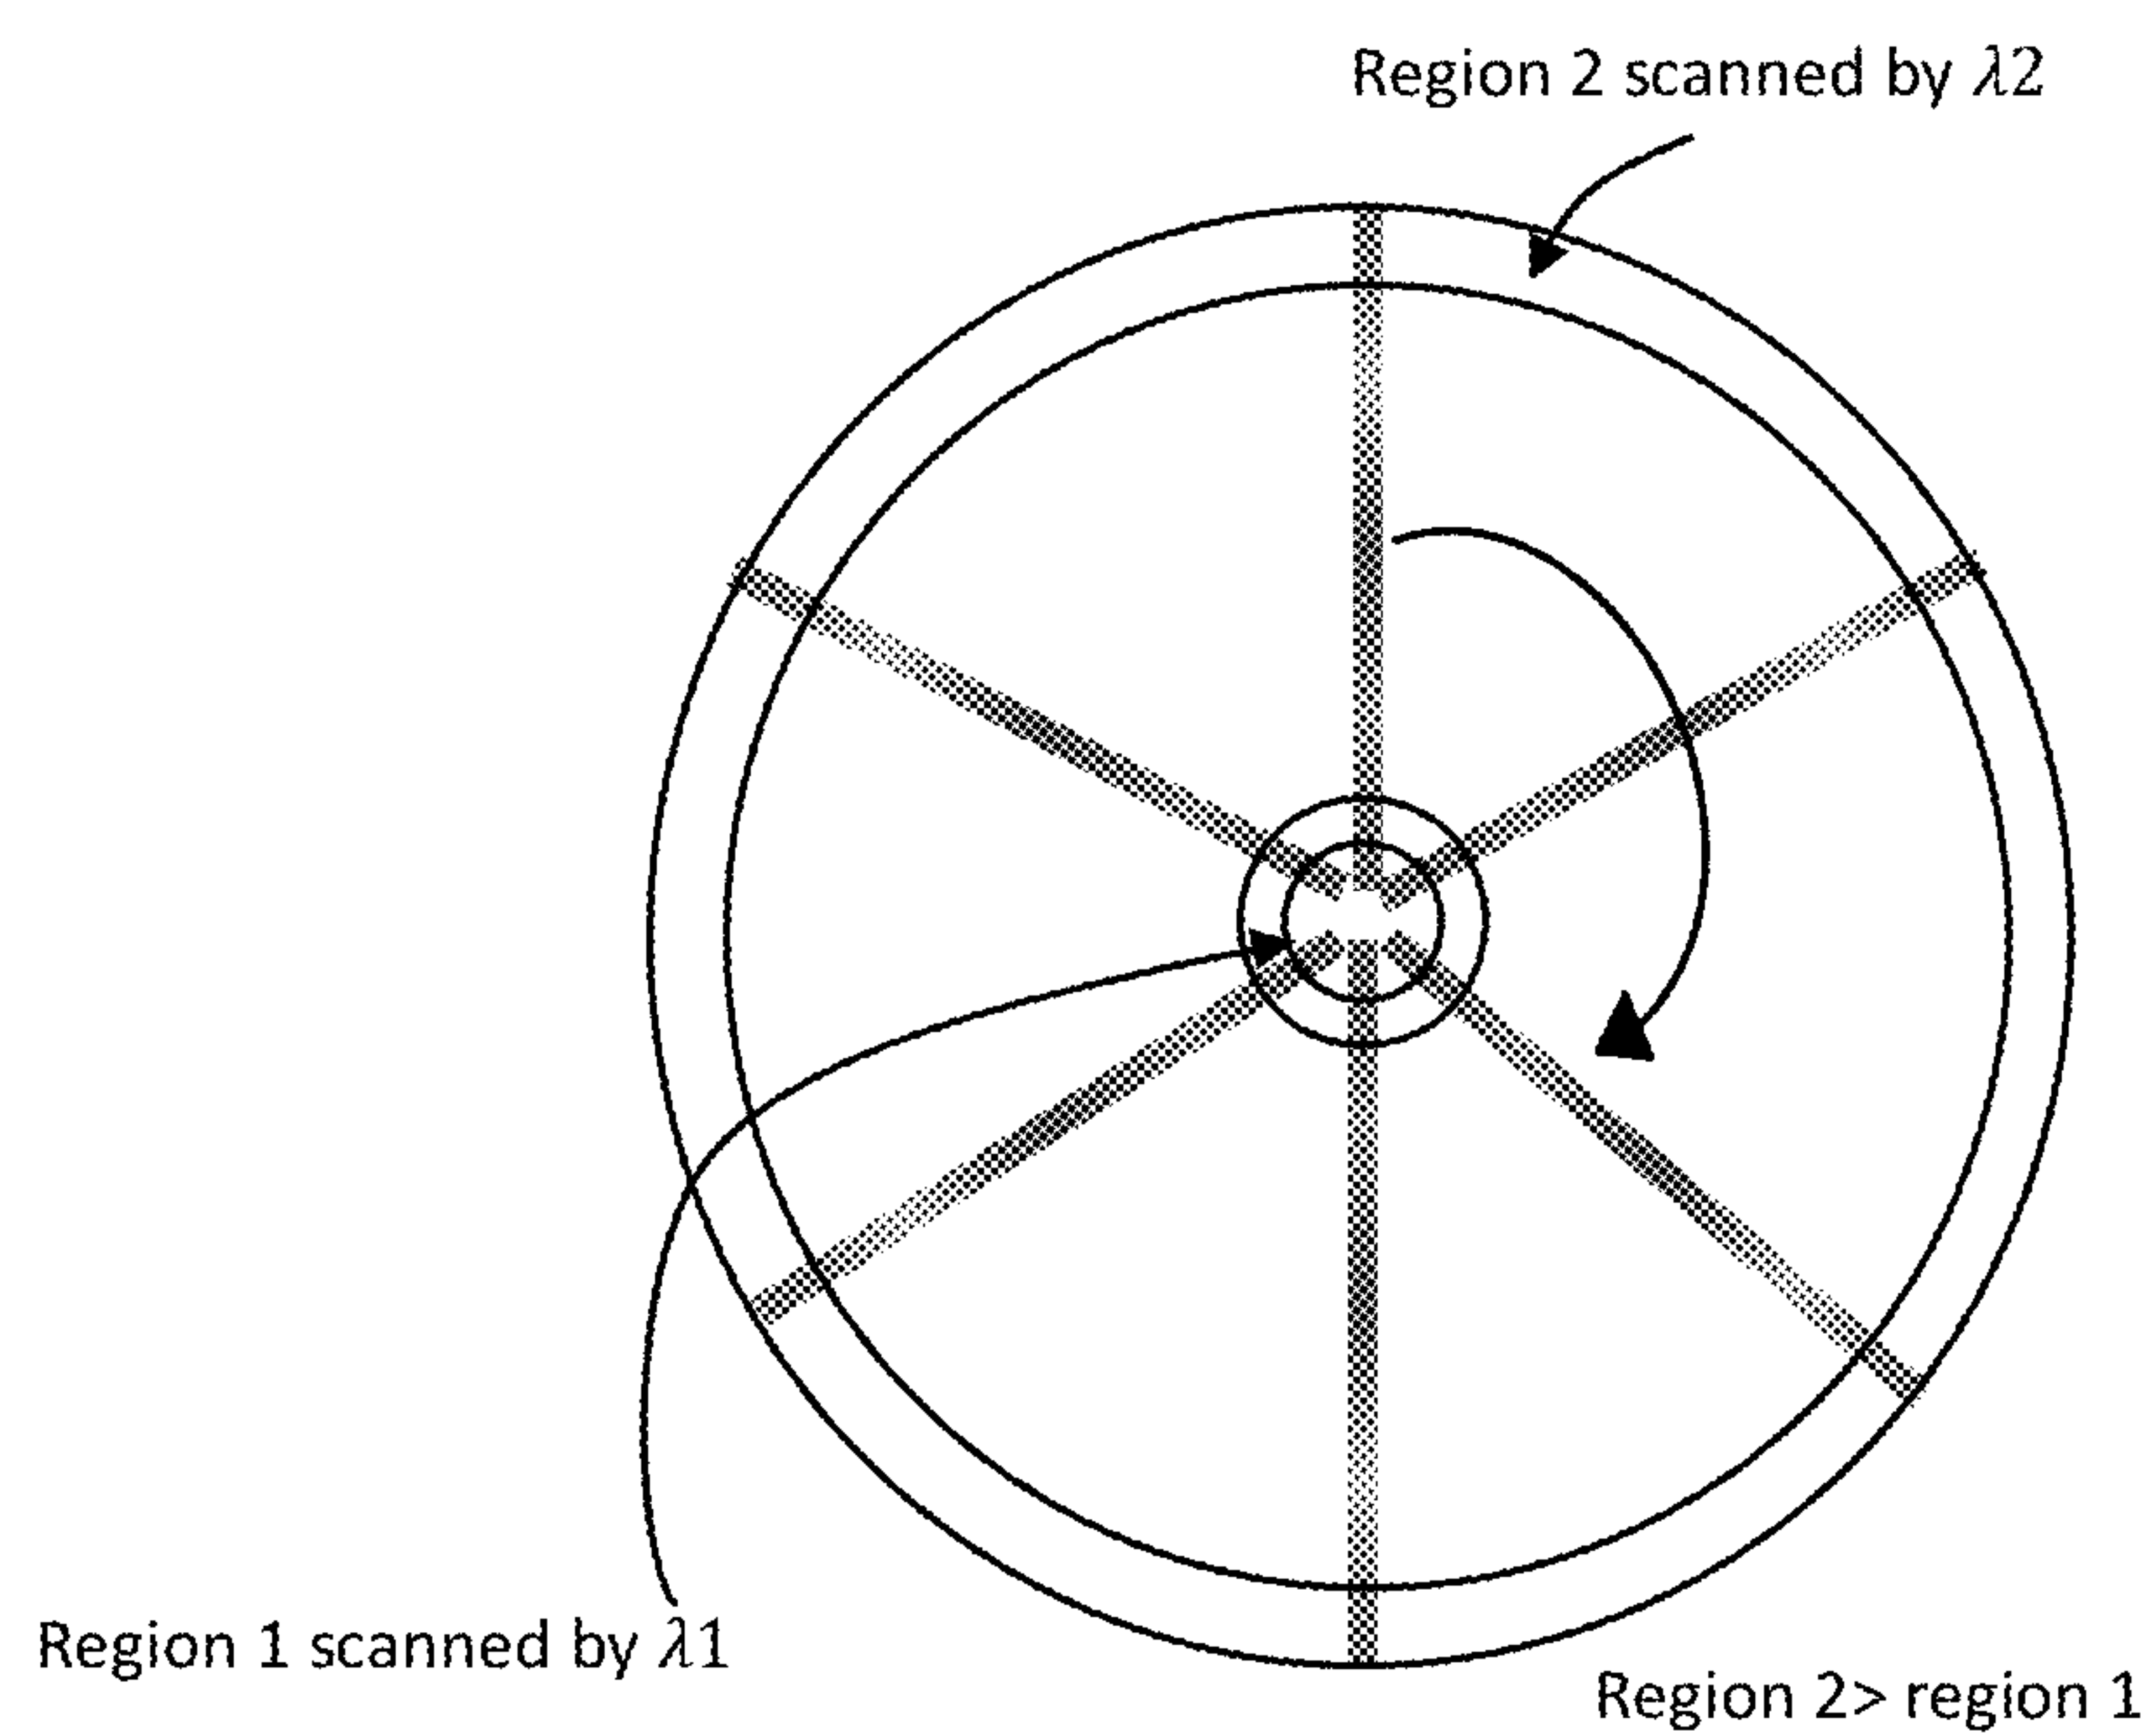 Region 2 scanned by λ2
Region 1 scanned by λ1
Region 2> region 1